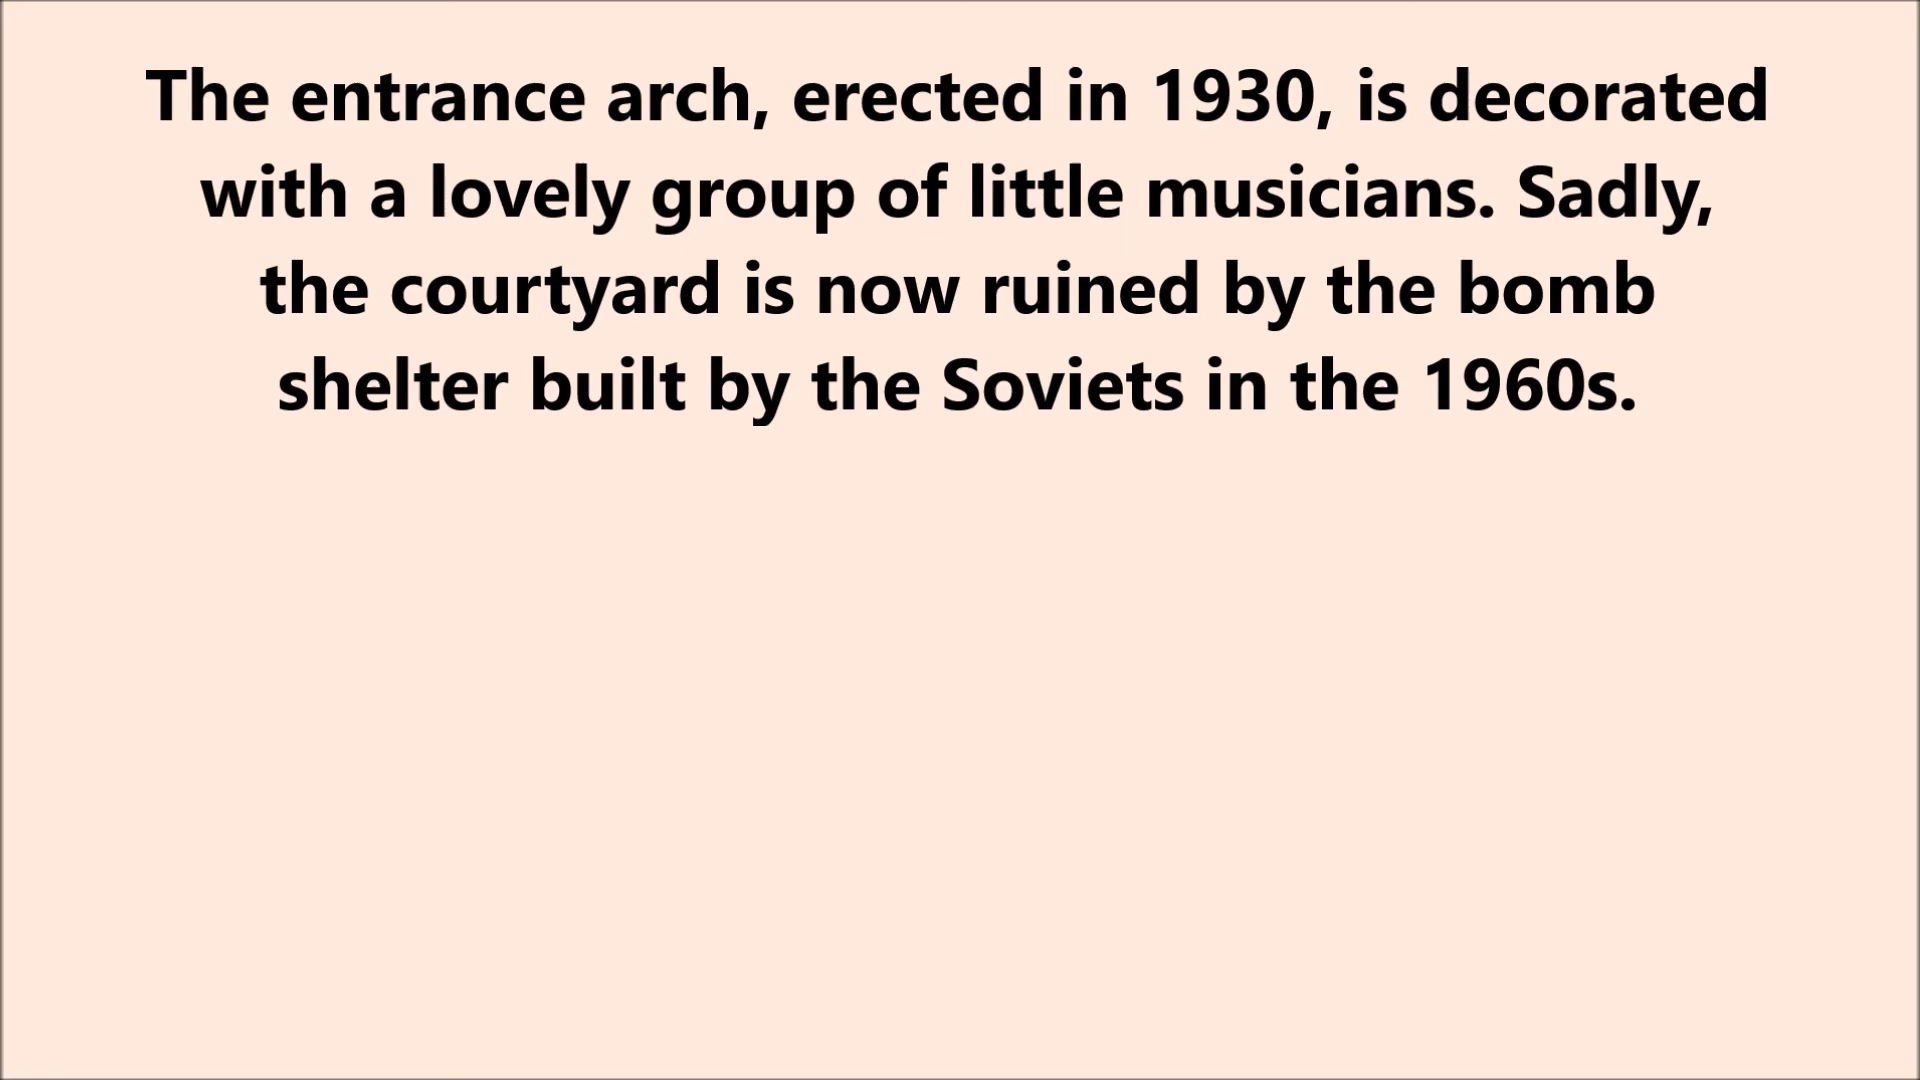 The entrance arch, erected in 1930, is decorated
with a lovely group of little musicians. Sadly,
the courtyard is now ruined by the bomb
shelter built by the Soviets in the 1960s.